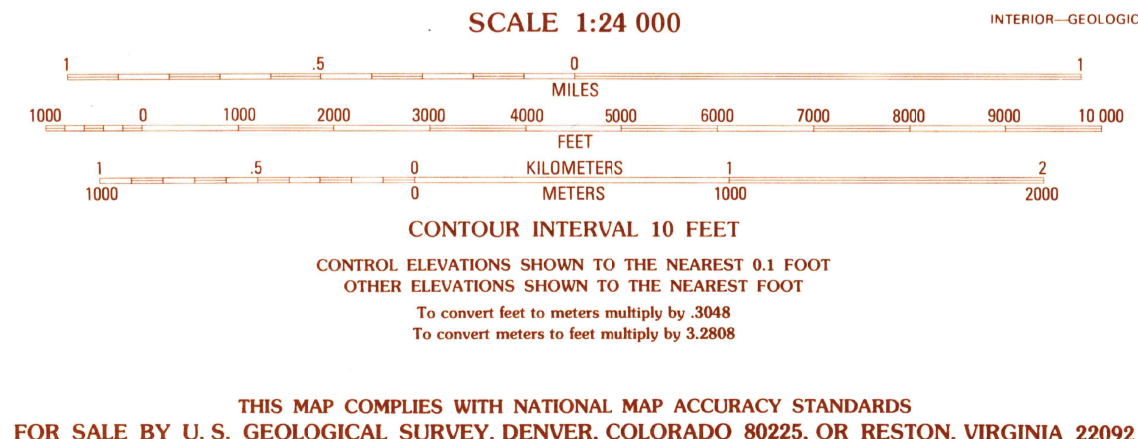 SCALE 1:24 000
INTERIOR—GEOLOGIC
1 .5 0 1
MILES
1000 0 1000 2000 3000 4000 5000 6000 7000 8000 9000 10 000
FEET
1 .5 0 KILOMETERS 1 2
1000 0 METERS 1000 2000
CONTOUR INTERVAL 10 FEET
CONTROL ELEVATIONS SHOWN TO THE NEAREST 0.1 FOOT
OTHER ELEVATIONS SHOWN TO THE NEAREST FOOT
To convert feet to meters multiply by .3048
To convert meters to feet multiply by 3.2808
THIS MAP COMPLIES WITH NATIONAL MAP ACCURACY STANDARDS
FOR SALE BY U. S. GEOLOGICAL SURVEY, DENVER, COLORADO 80225, OR RESTON, VIRGINIA 22092